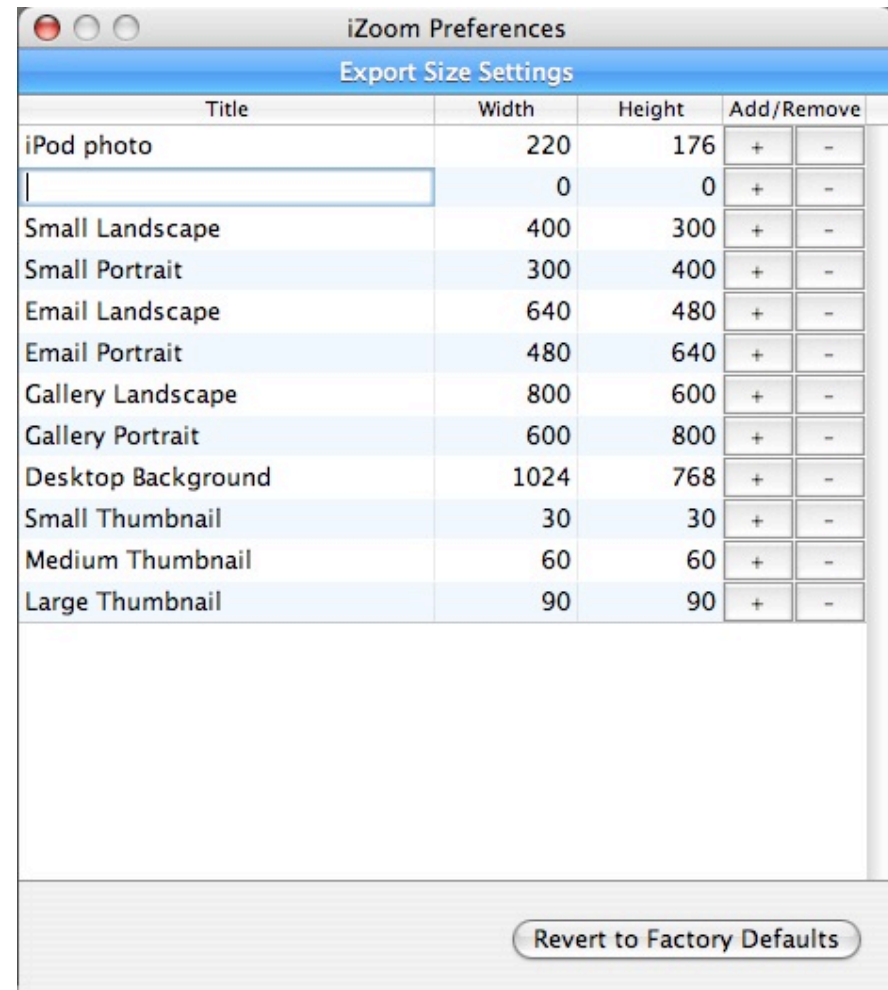 iZoom Preferences
Export Size Settings
Title Width Height Add/Remove
iPod photo 220 176 + -
0 0 + -
Small Landscape 400 300 + -
Small Portrait 300 400 + -
Email Landscape 640 480 + -
Email Portrait 480 640 + -
Gallery Landscape 800 600 + -
Gallery Portrait 600 800 + -
Desktop Background 1024 768 + -
Small Thumbnail 30 30 + -
Medium Thumbnail 60 60 + -
Large Thumbnail 90 90 + -
Revert to Factory Defaults